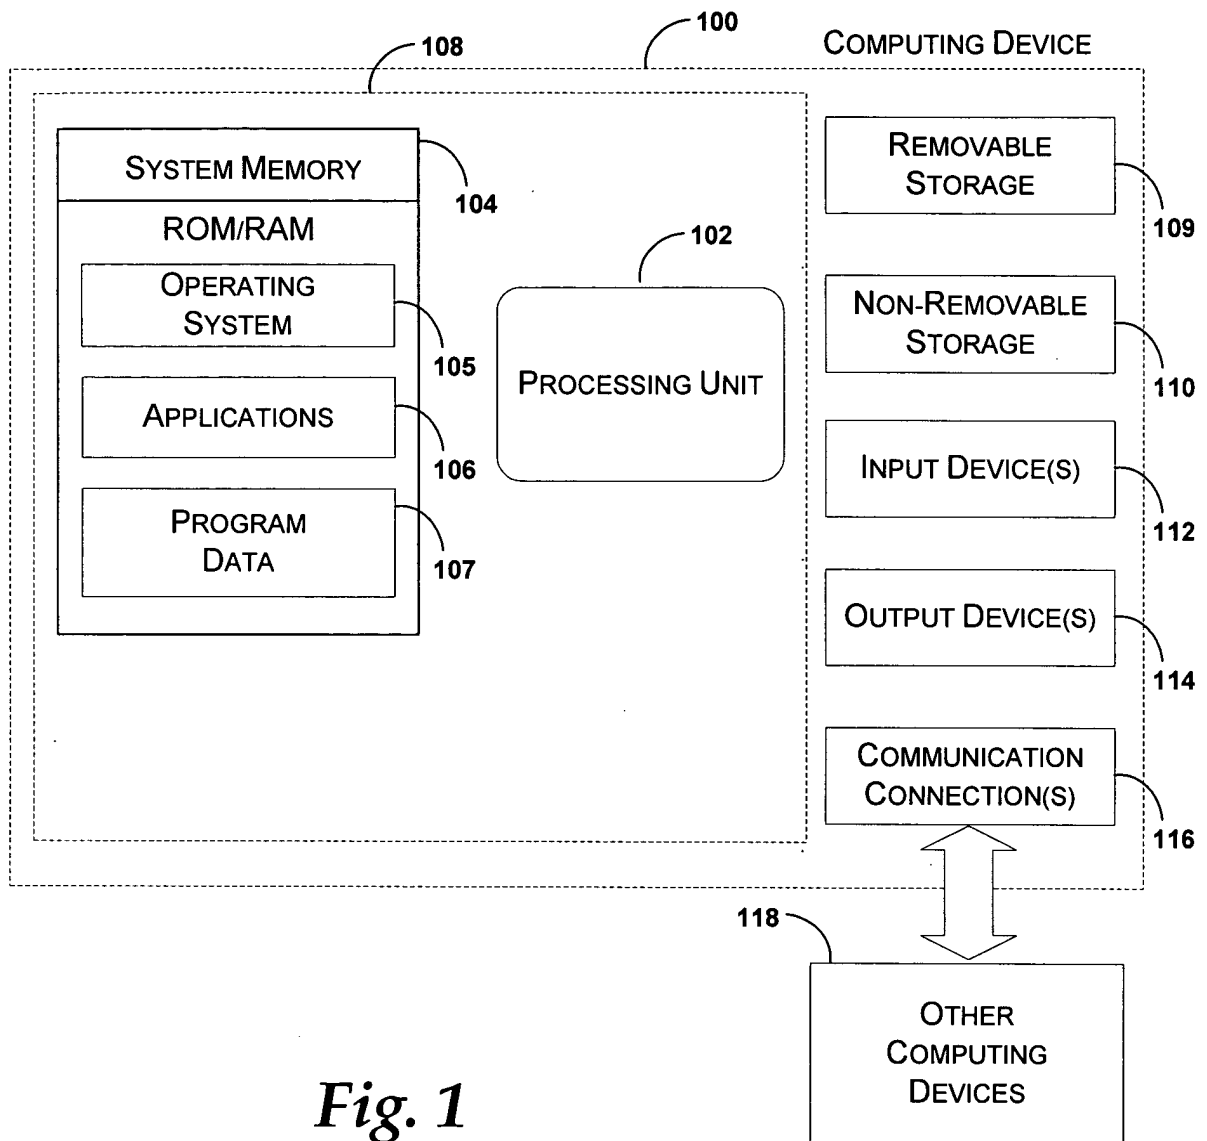 100
COMPUTING DEVICE
108
SYSTEM MEMORY
104
ROM/RAM
OPERATING
SYSTEM
105
APPLICATIONS
106
PROGRAM
DATA
107
102
PROCESSING UNIT
REMOVABLE
STORAGE
109
NON-REMOVABLE
STORAGE
110
INPUT DEVICE(S)
112
OUTPUT DEVICE(S)
114
COMMUNICATION
CONNECTION(S)
116
118
OTHER
COMPUTING
DEVICES
Fig. 1